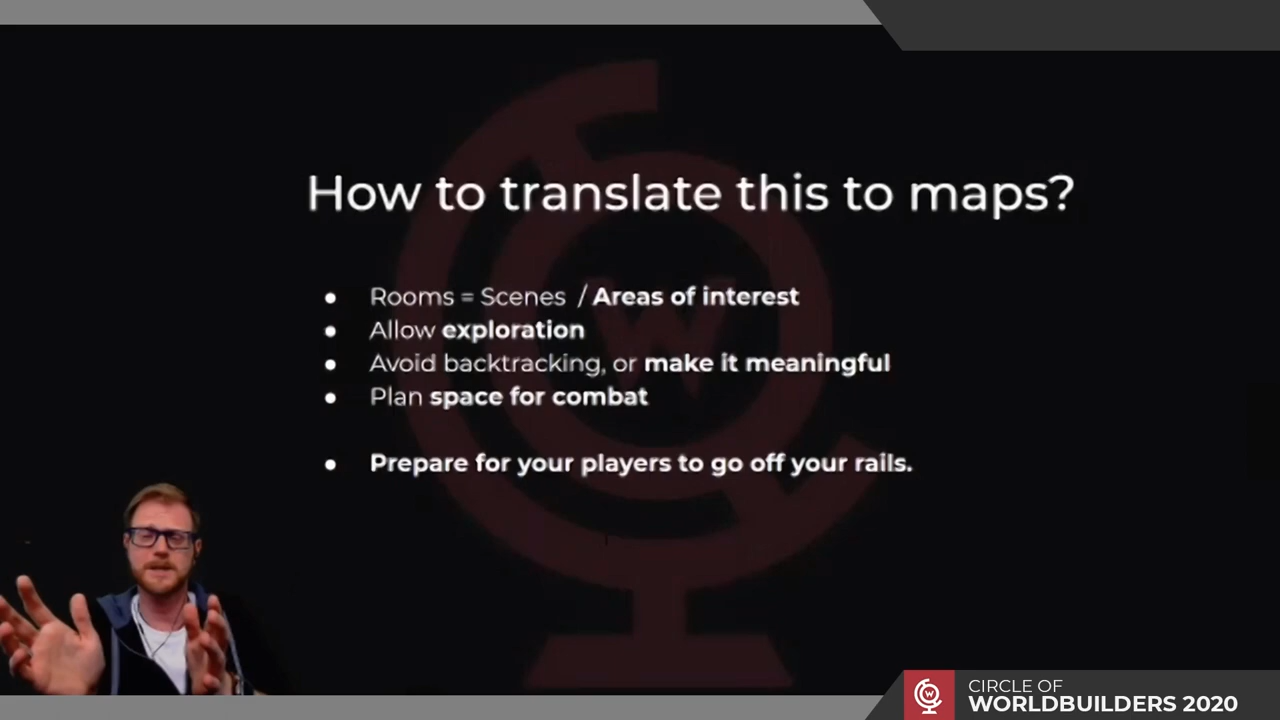 How to translate this to maps?
● Rooms = Scenes / Areas of interest
● Allow exploration
● Avoid backtracking, or make it meaningful
● Plan space for combat
● Prepare for your players to go off your rails.
W
W
CIRCLE OF
WORLDBUILDERS 2020